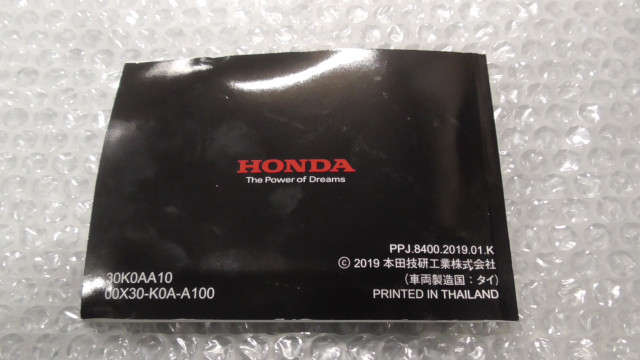 HONDA
The Power of Dreams
PPJ.8400.2019.01.K
©2019 本田技研工業株式会社
(車両製造国:タイ)
PRINTED IN THAILAND
30K0AA10
00X30-K0A-A100